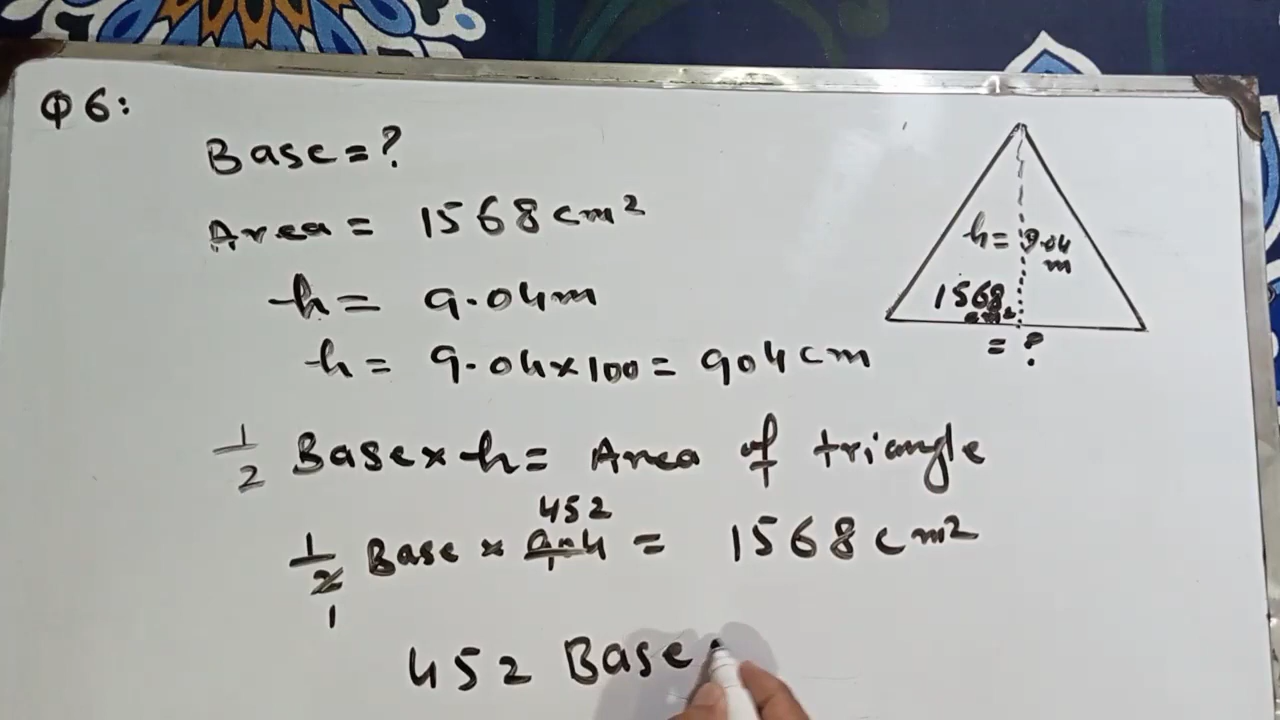 Q6:
Base = ?
Area = 1568 cm²
h = 9.04m
h = 9.04 × 100 = 904 cm
1/2 Base × h = Area of triangle
452
1/2 Base × 904 = 1568 cm²
1
452 Base
h = 9.04
m
1568
cm²
= ?